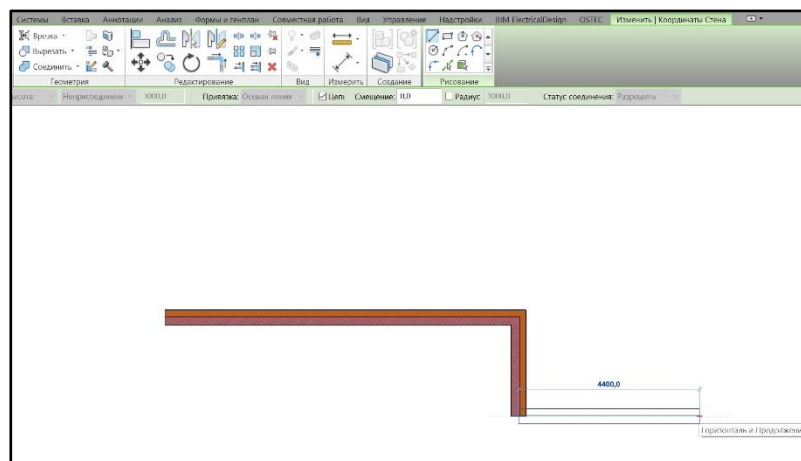 Системы Вставка Аннотации Анализ Формы и генплан Совместная работа Вид Управление Надстройки BIM ElectricalDesign OSTEC Изменить | Координаты Стена
Врезка
Вырезать
Соединить
Геометрия Редактирование Вид Измерить Создание Рисование
Неприсоединен 3000,0 Привязка: Осевая линия Цепь Смещение: 0,0 Радиус: 1000,0 Статус соединения: Разрешить
4400,0
Горизонталь и Продолжени